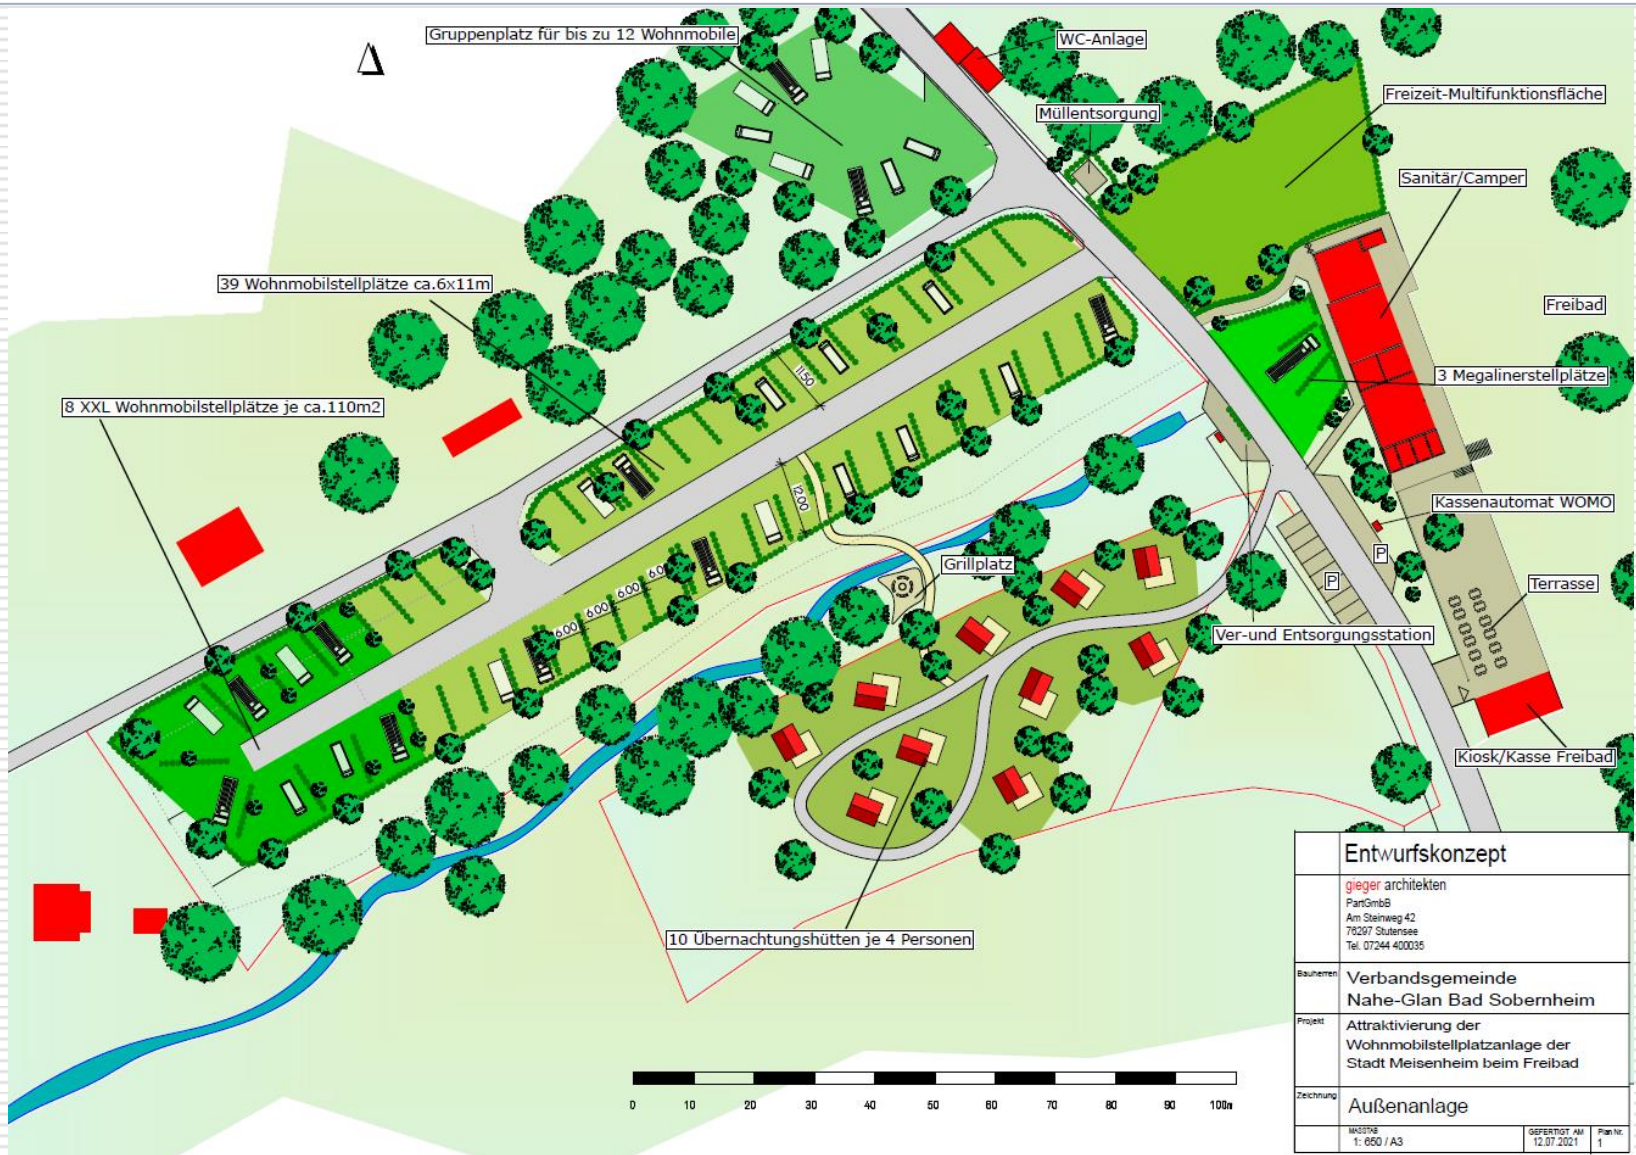 Gruppenplatz für bis zu 12 Wohnmobile
WC-Anlage
Freizeit-Multifunktionsfläche
Müllentsorgung
Sanitär/Camper
39 Wohnmobilstellplätze ca.6x11m
Freibad
11.50
3 Megalinerstellplätze
8 XXL Wohnmobilstellplätze je ca.110m2
12.00
Kassenautomat WOMO
P
Grillplatz
P
Terrasse
6.00 6.00 6.00 6.0
Ver-und Entsorgungsstation
Kiosk/Kasse Freibad
10 Übernachtungshütten je 4 Personen
0 10 20 30 40 50 60 70 80 90 100m
Entwurfskonzept
gieger architekten
PartGmbB
Am Steinweg 42
76297 Stutensee
Tel. 07244 400035
Bauherren
Verbandsgemeinde
Nahe-Glan Bad Sobernheim
Projekt
Attraktivierung der
Wohnmobilstellplatzanlage der
Stadt Meisenheim beim Freibad
Zeichnung
Außenanlage
MASSTAB
1: 650 / A3
GEFERTIGT AM
12.07.2021
Plan Nr.
1